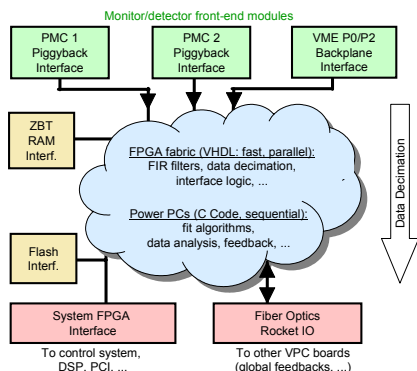 Monitor/detector front-end modules
PMC 1
Piggyback
Interface
PMC 2
Piggyback
Interface
VME P0/P2
Backplane
Interface
ZBT
RAM
Interf.
FPGA fabric (VHDL: fast, parallel):
FIR filters, data decimation,
interface logic, ...
Power PCs (C Code, sequential):
fit algorithms,
data analysis, feedback, ...
Data Decimation
Flash
Interf.
System FPGA
Interface
Fiber Optics
Rocket IO
To control system,
DSP, PCI, ...
To other VPC boards
(global feedbacks, ...)